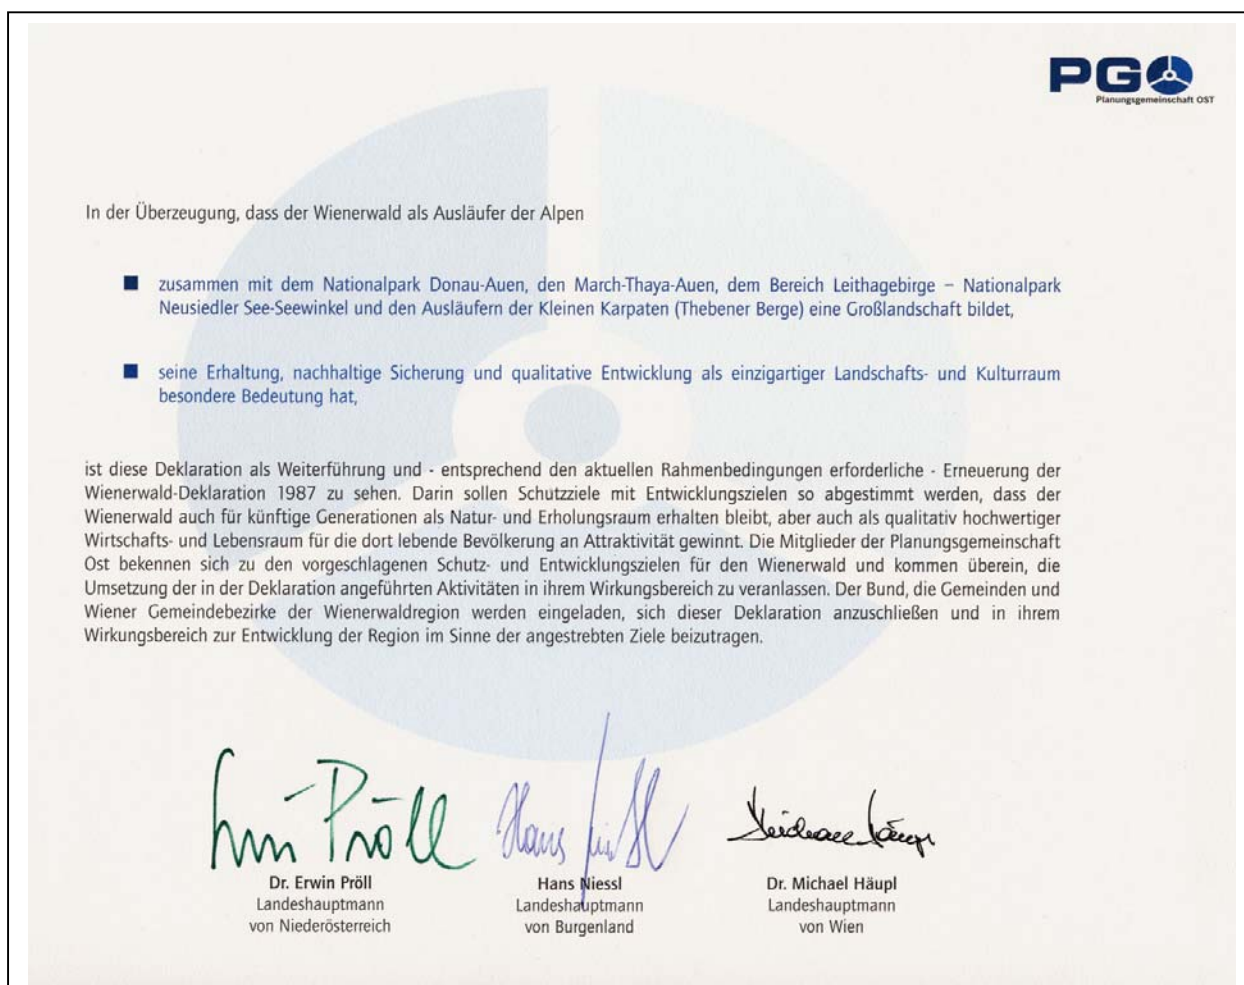 PGO
Planungsgemeinschaft OST
In der Überzeugung, dass der Wienerwald als Ausläufer der Alpen
■ zusammen mit dem Nationalpark Donau-Auen, den March-Thaya-Auen, dem Bereich Leithagebirge – Nationalpark
Neusiedler See-Seewinkel und den Ausläufern der Kleinen Karpaten (Thebener Berge) eine Großlandschaft bildet,
■ seine Erhaltung, nachhaltige Sicherung und qualitative Entwicklung als einzigartiger Landschafts- und Kulturraum
besondere Bedeutung hat,
ist diese Deklaration als Weiterführung und - entsprechend den aktuellen Rahmenbedingungen erforderliche - Erneuerung der
Wienerwald-Deklaration 1987 zu sehen. Darin sollen Schutzziele mit Entwicklungszielen so abgestimmt werden, dass der
Wienerwald auch für künftige Generationen als Natur- und Erholungsraum erhalten bleibt, aber auch als qualitativ hochwertiger
Wirtschafts- und Lebensraum für die dort lebende Bevölkerung an Attraktivität gewinnt. Die Mitglieder der Planungsgemeinschaft
Ost bekennen sich zu den vorgeschlagenen Schutz- und Entwicklungszielen für den Wienerwald und kommen überein, die
Umsetzung der in der Deklaration angeführten Aktivitäten in ihrem Wirkungsbereich zu veranlassen. Der Bund, die Gemeinden und
Wiener Gemeindebezirke der Wienerwaldregion werden eingeladen, sich dieser Deklaration anzuschließen und in ihrem
Wirkungsbereich zur Entwicklung der Region im Sinne der angestrebten Ziele beizutragen.
Erwin Pröll
Hans Niessl
Michael Häupl
Dr. Erwin Pröll
Landeshauptmann
von Niederösterreich
Hans Niessl
Landeshauptmann
von Burgenland
Dr. Michael Häupl
Landeshauptmann
von Wien